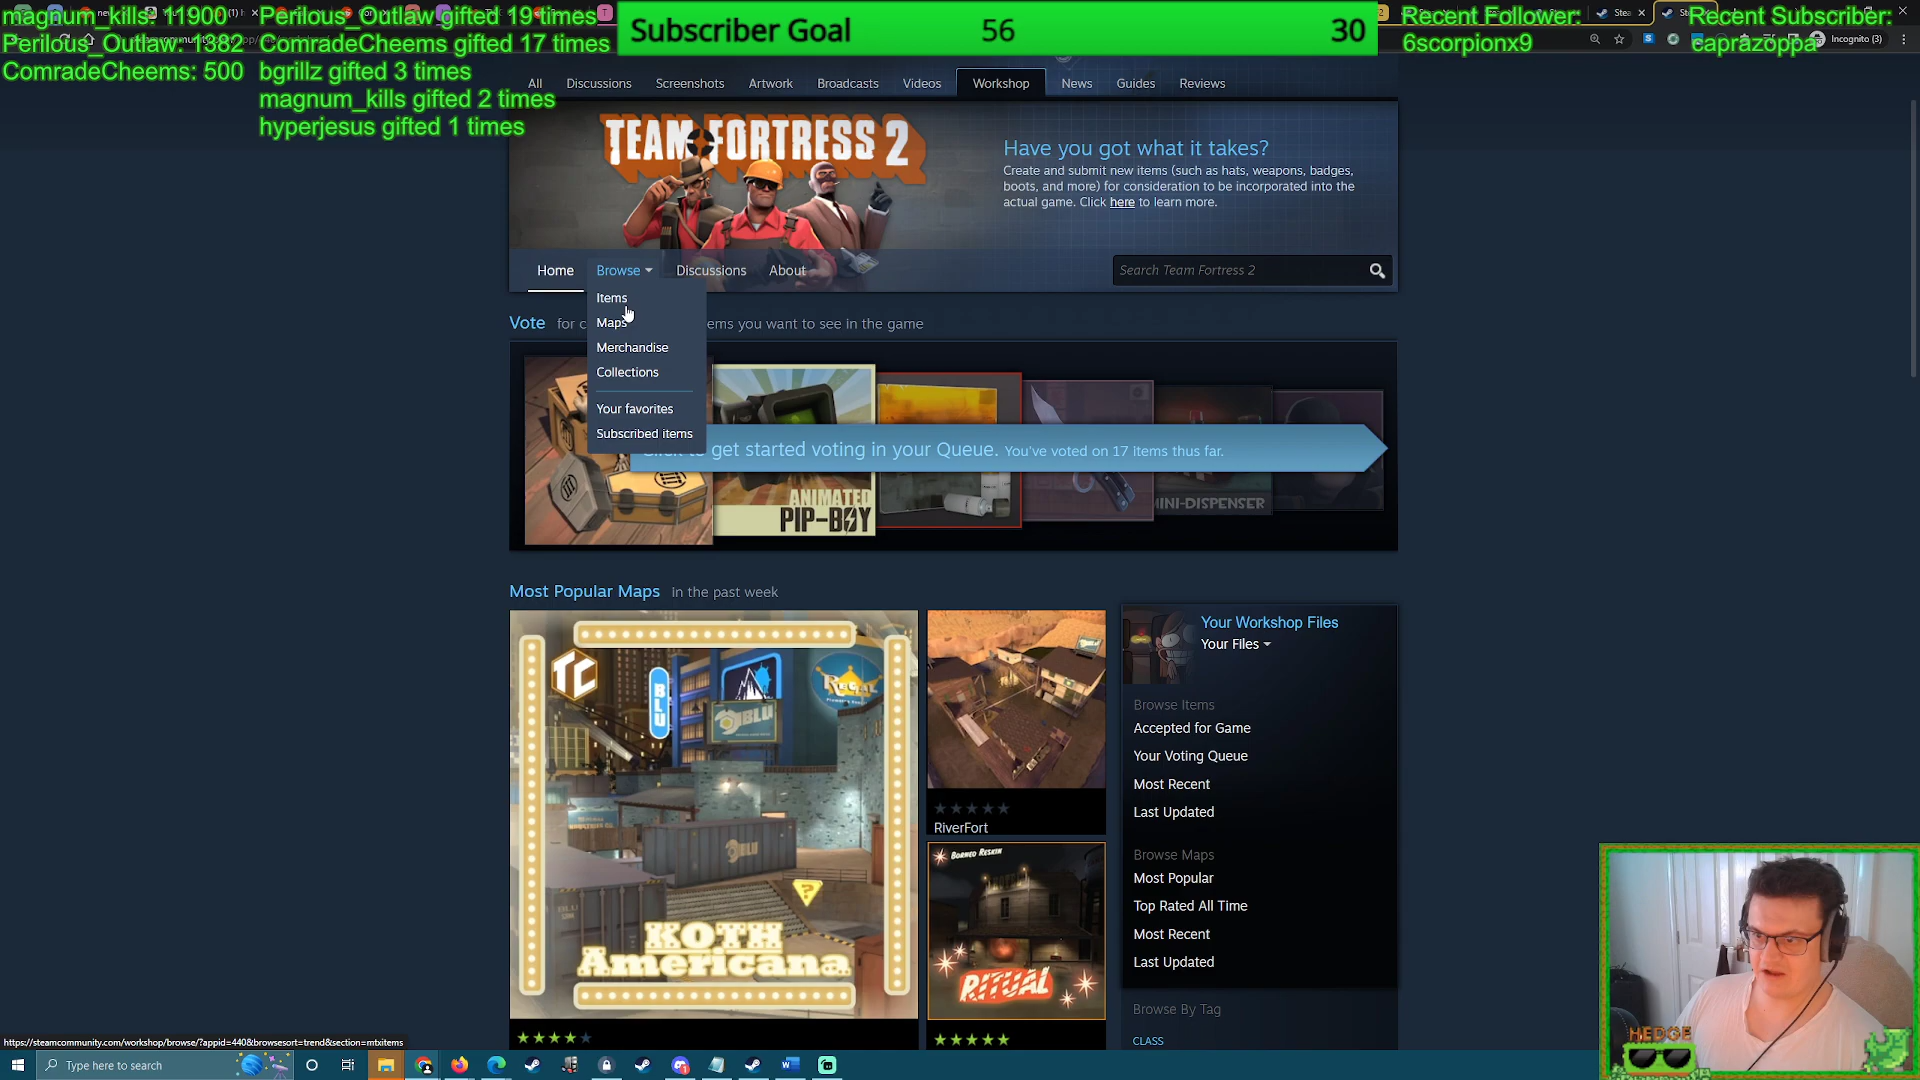 magnum_kills: 11900
Perilous_Outlaw: 1382
ComradeCheems: 500
Perilous_Outlaw gifted 19 times
ComradeCheems gifted 17 times
bgrillz gifted 3 times
magnum_kills gifted 2 times
hyperjesus gifted 1 times
Subscriber Goal 56 30
Recent Follower:
6scorpionx9
Recent Subscriber:
caprazoppa
Incognito (3)
All Discussions Screenshots Artwork Broadcasts Videos Workshop News Guides Reviews
TEAM FORTRESS 2
Have you got what it takes?
Create and submit new items (such as hats, weapons, badges,
boots, and more) for consideration to be incorporated into the
actual game. Click here to learn more.
Home Browse Discussions About
Search Team Fortress 2
Items
Maps
Merchandise
Collections
Your favorites
Subscribed items
Vote for c
ems you want to see in the game
get started voting in your Queue. You've voted on 17 items thus far.
ANIMATED
PIP-BOY
MINI-DISPENSER
Most Popular Maps In the past week
TC
BLU
REGAL
BLU
BLU
?
KOTH
Americana
RiverFort
BORNEO RESKIN
RITUAL
Your Workshop Files
Your Files
Browse Items
Accepted for Game
Your Voting Queue
Most Recent
Last Updated
Browse Maps
Most Popular
Top Rated All Time
Most Recent
Last Updated
Browse By Tag
CLASS
HEDGE
https://steamcommunity.com/workshop/browse/?appid=440&browsesort=trend&section=mtxitems
Type here to search